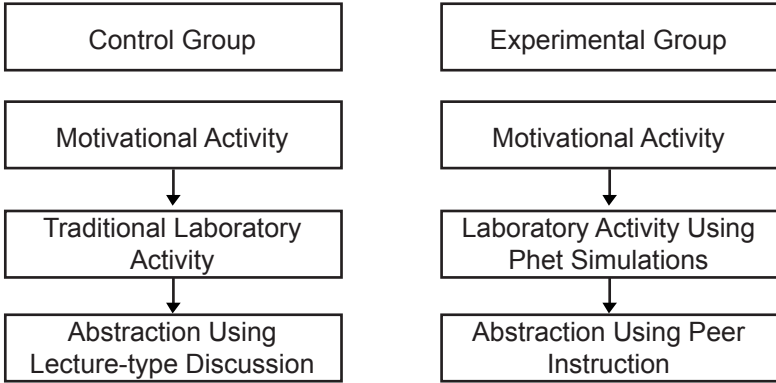 Control Group
Experimental Group
Motivational Activity
Motivational Activity
Traditional Laboratory
Activity
Laboratory Activity Using
Phet Simulations
Abstraction Using
Lecture-type Discussion
Abstraction Using Peer
Instruction